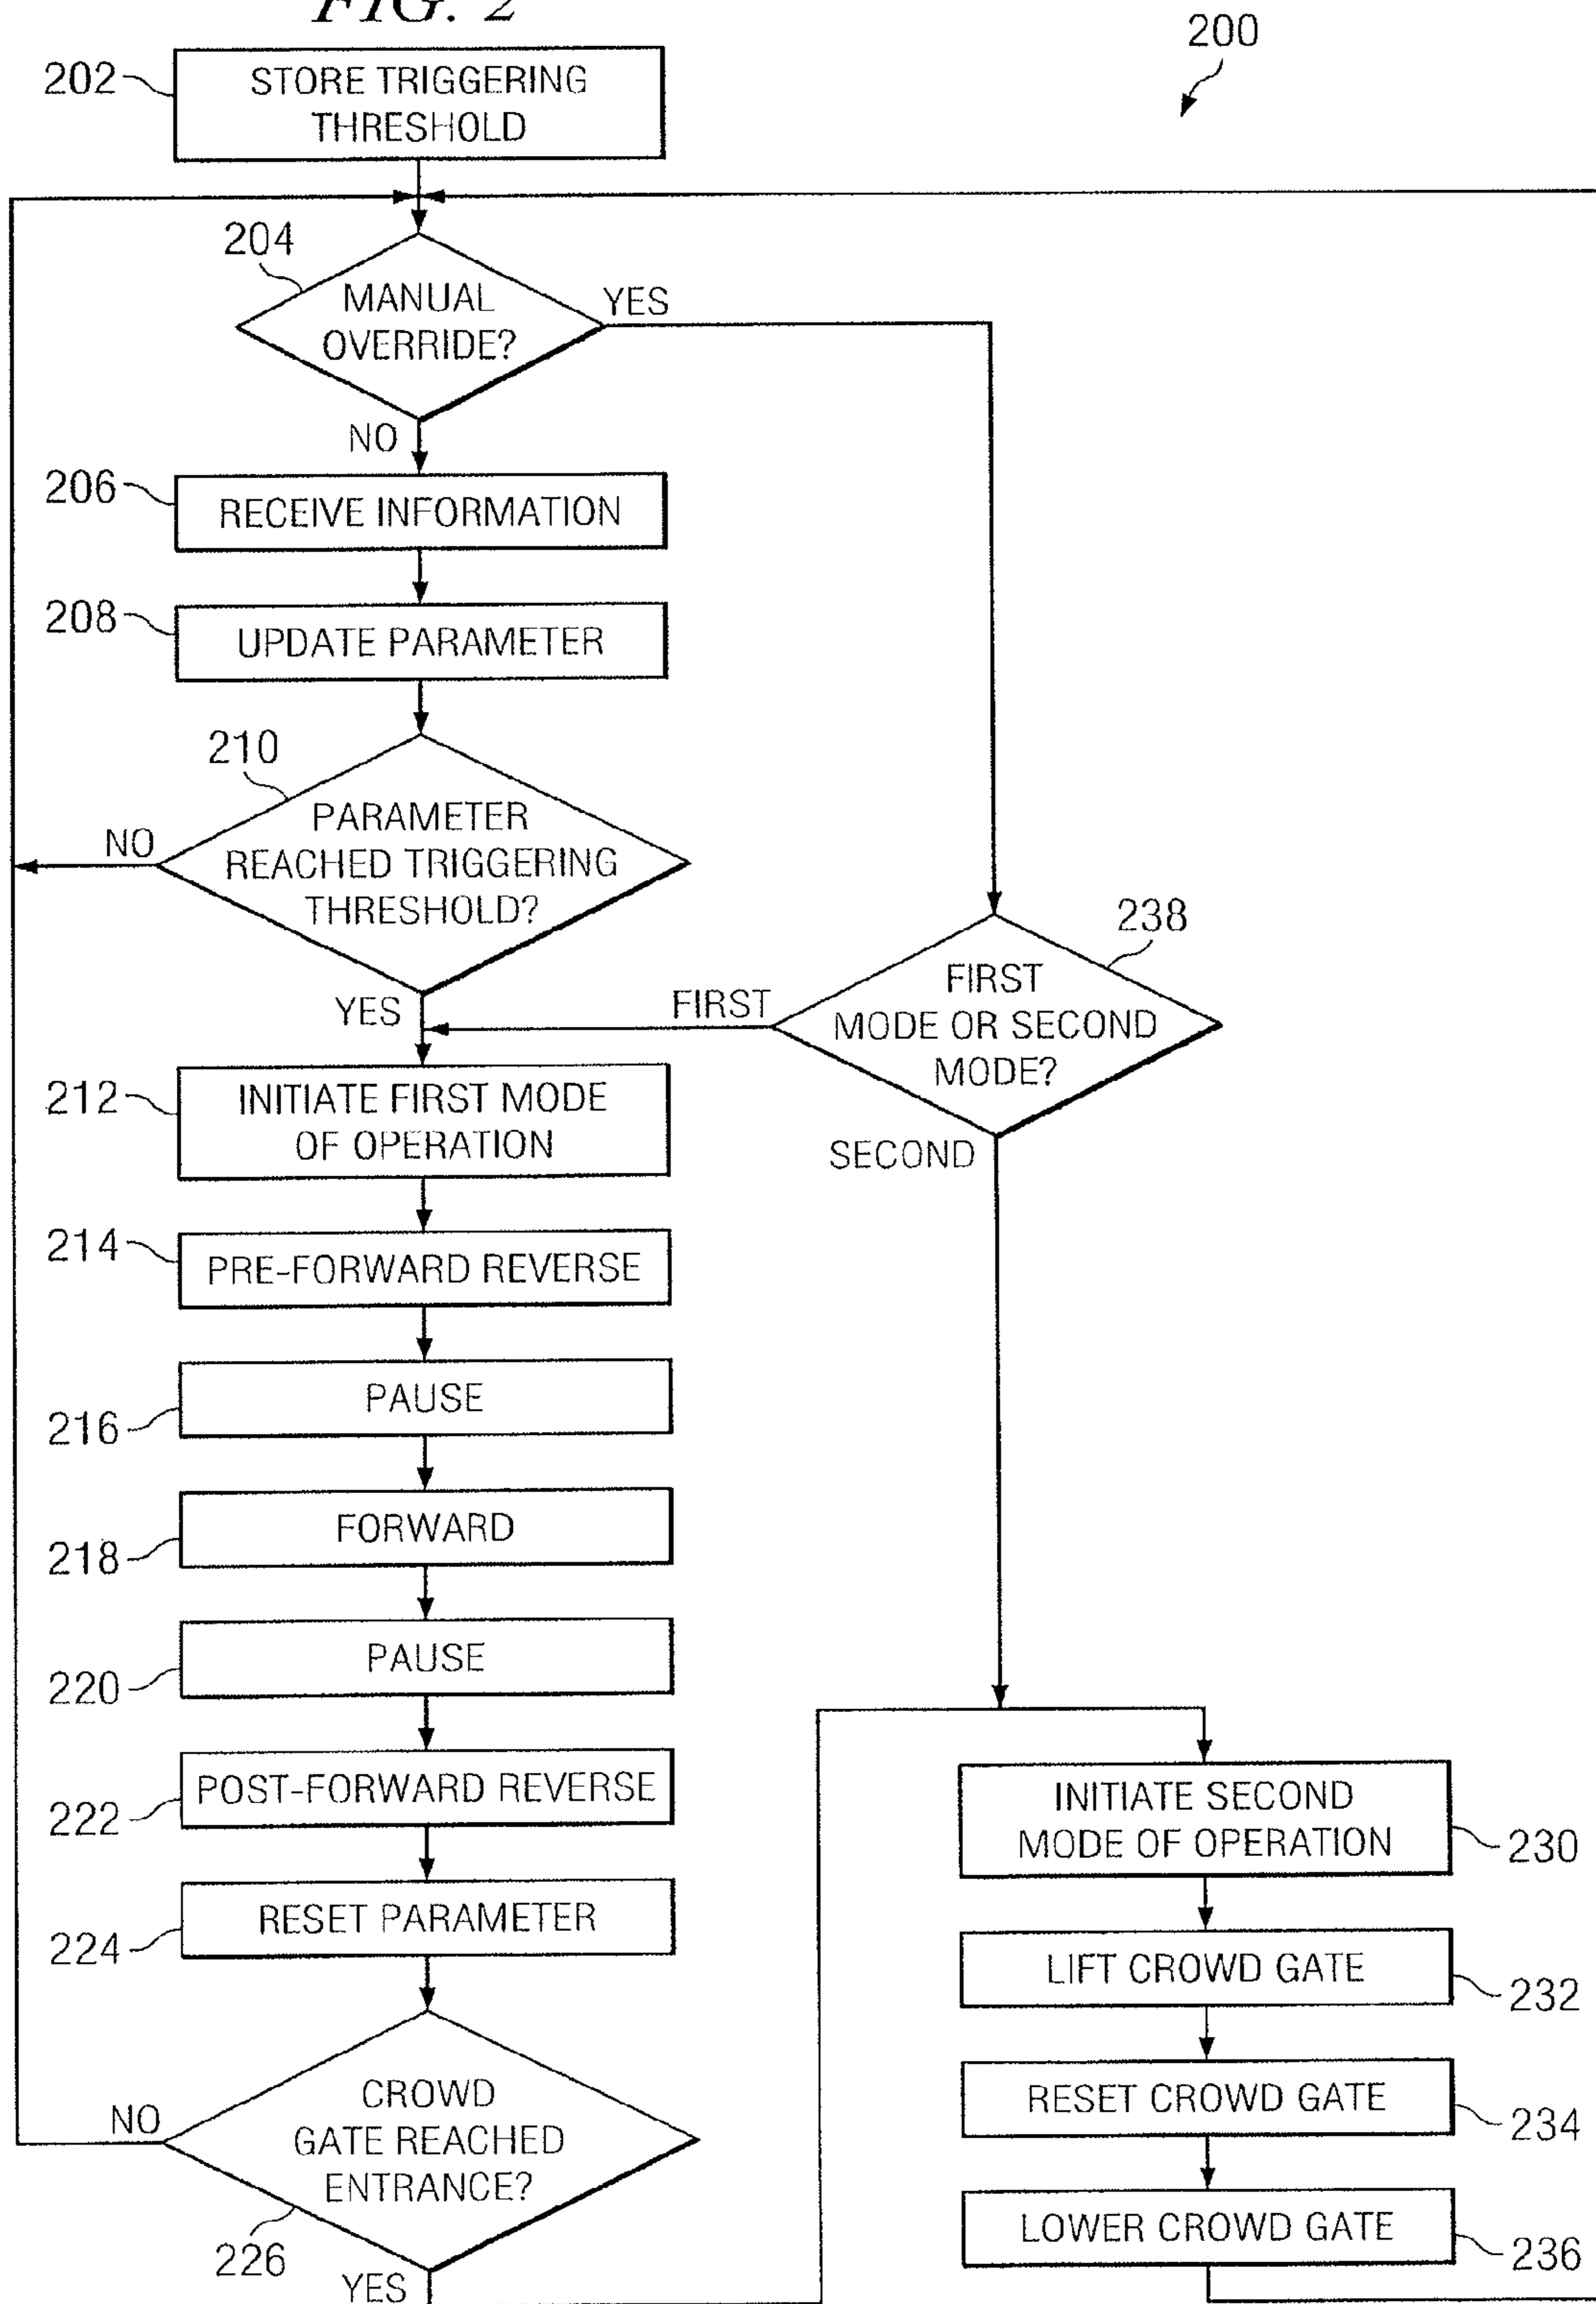 FIG. 2
200
202
STORE TRIGGERING
THRESHOLD
204
MANUAL
OVERRIDE?
YES
NO
206
RECEIVE INFORMATION
208
UPDATE PARAMETER
210
PARAMETER
REACHED TRIGGERING
THRESHOLD?
NO
YES
238
FIRST
MODE OR SECOND
MODE?
FIRST
SECOND
212
INITIATE FIRST MODE
OF OPERATION
214
PRE-FORWARD REVERSE
216
PAUSE
218
FORWARD
220
PAUSE
222
POST-FORWARD REVERSE
224
RESET PARAMETER
CROWD
GATE REACHED
ENTRANCE?
NO
226
YES
INITIATE SECOND
MODE OF OPERATION
230
LIFT CROWD GATE
232
RESET CROWD GATE
234
LOWER CROWD GATE
236